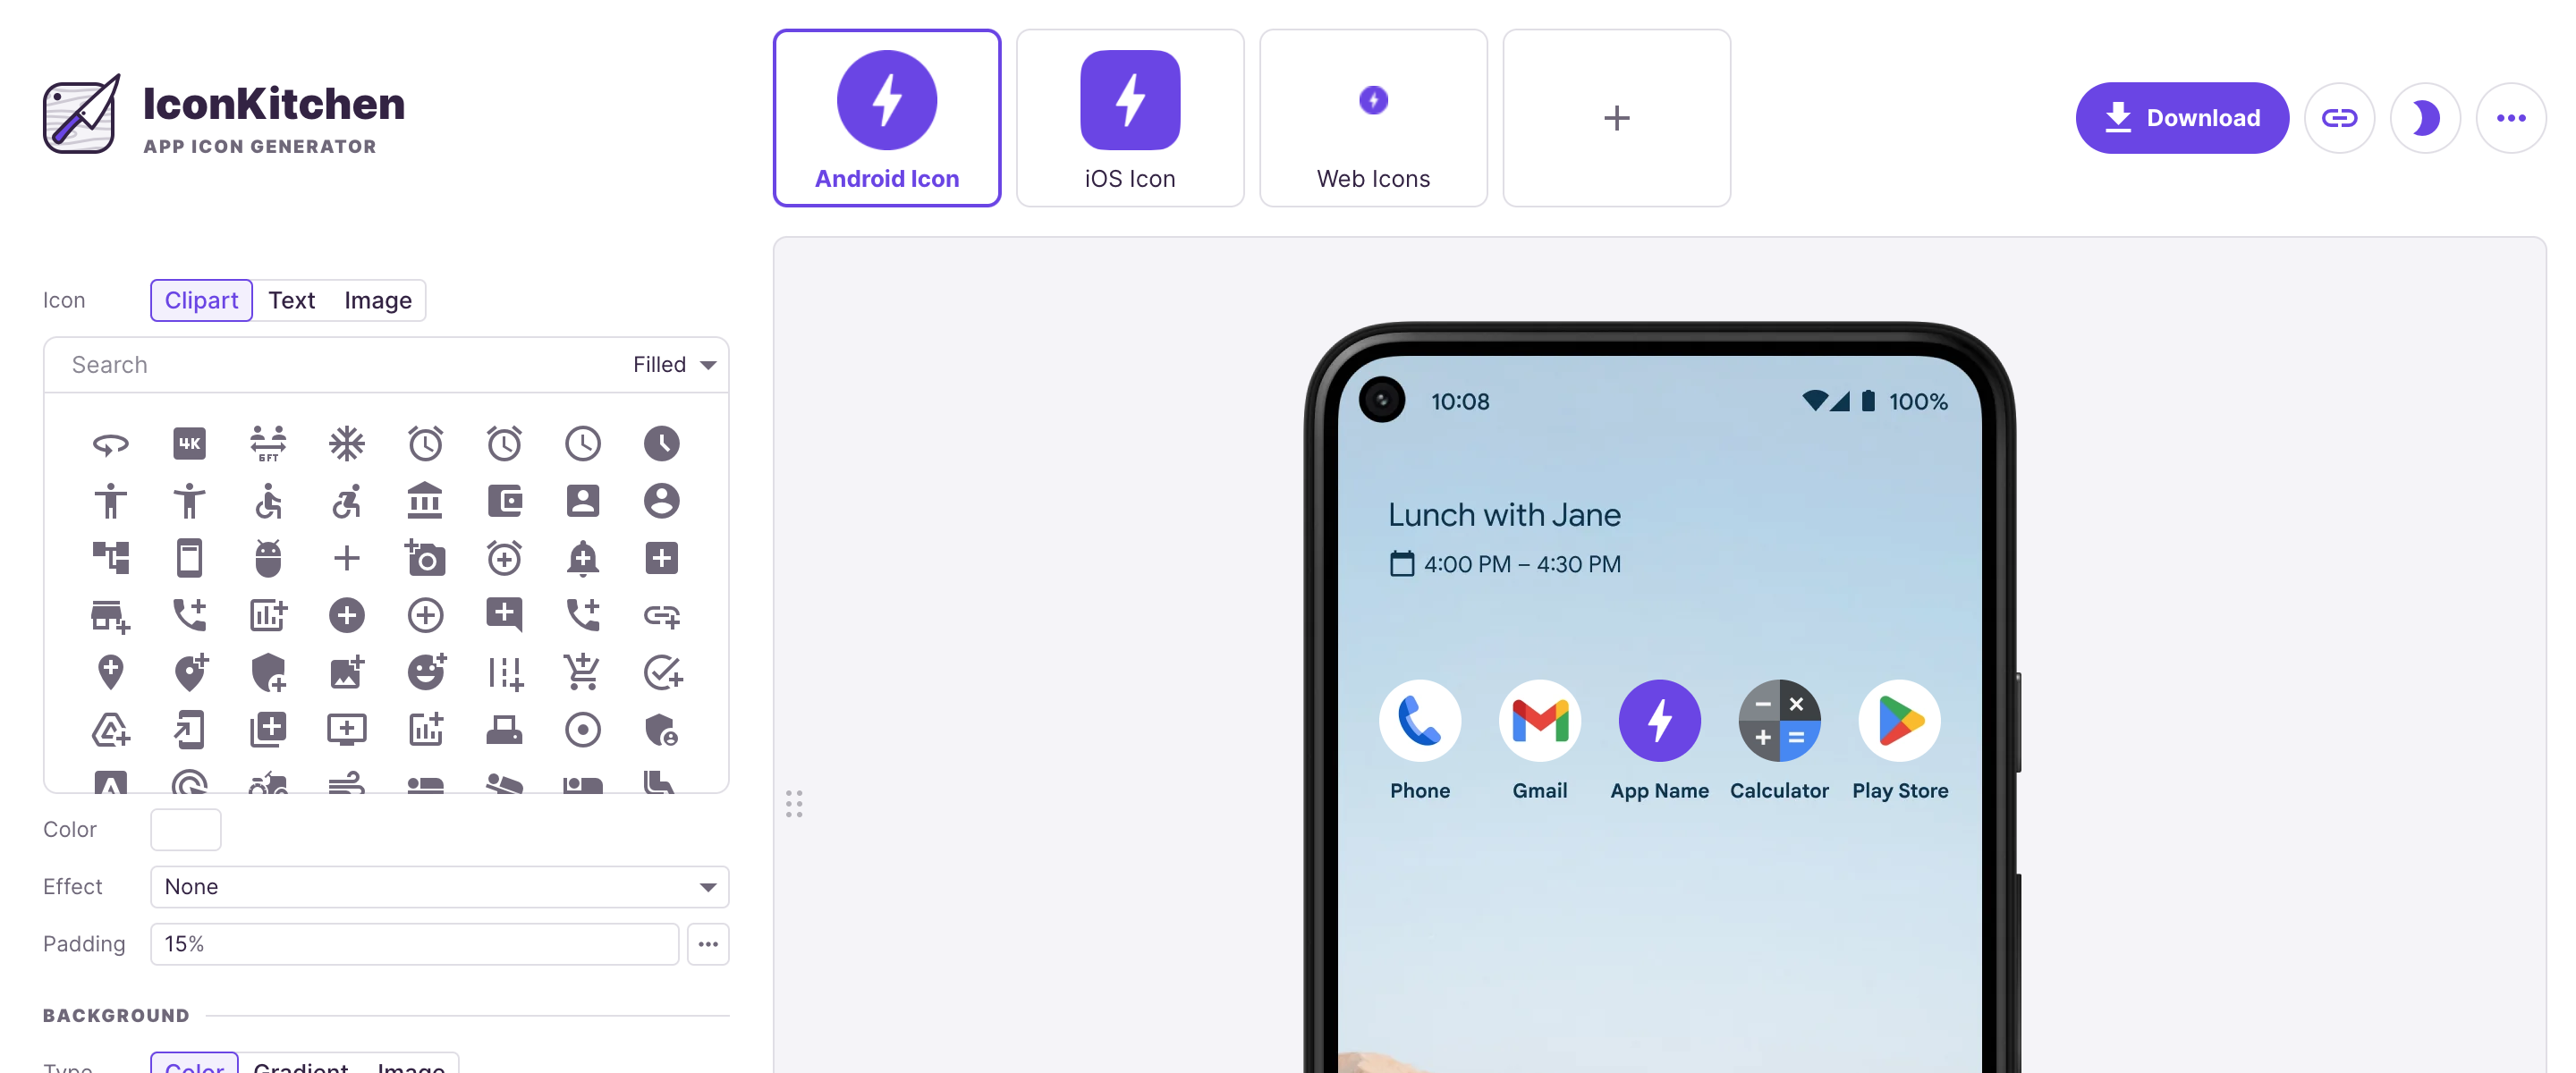 IconKitchen
APP ICON GENERATOR
Android Icon
iOS Icon
Web Icons
Download
Icon
Clipart
Text
Image
Search
Filled
4K
6FT
Color
Effect
None
Padding
15%
BACKGROUND
Type
Color
Gradient
Image
10:08
100%
Lunch with Jane
4:00 PM – 4:30 PM
Phone
Gmail
App Name
Calculator
Play Store